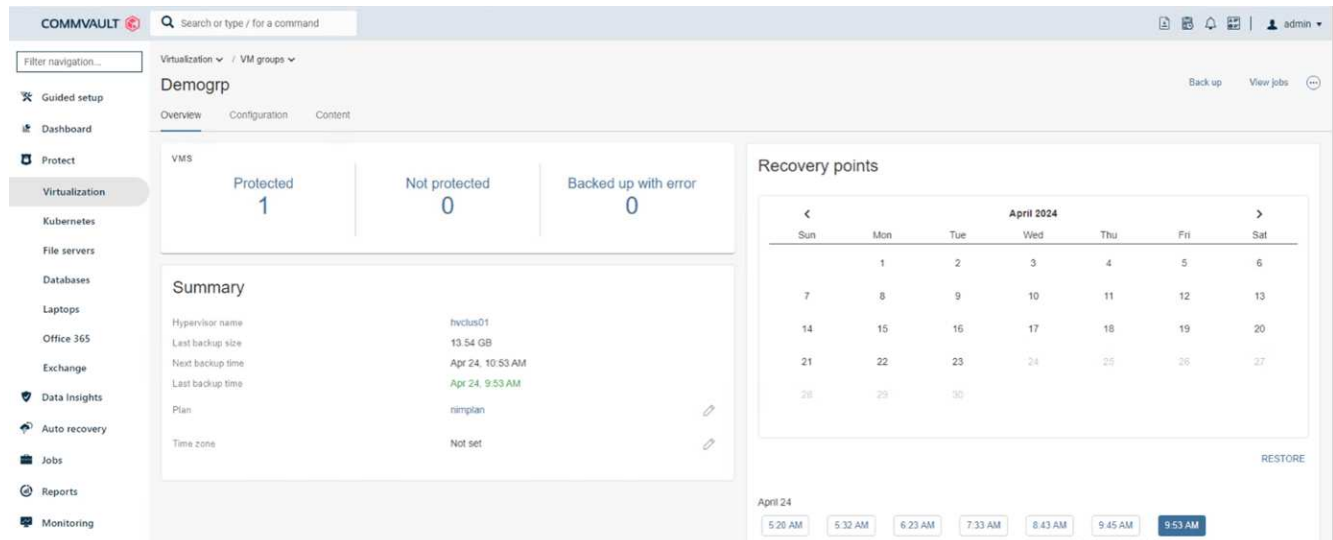 COMMVAULT
Search or type / for a command
admin
Filter navigation...
Guided setup
Dashboard
Protect
Virtualization
Kubernetes
File servers
Databases
Laptops
Office 365
Exchange
Data Insights
Auto recovery
Jobs
Reports
Monitoring
Virtualization / VM groups
Demogrp
Back up View jobs
Overview Configuration Content
VMS
Protected Not protected Backed up with error
1 0 0
Summary
Hypervisor name hvclus01
Last backup size 13.54 GB
Next backup time Apr 24, 10:53 AM
Last backup time Apr 24, 9:53 AM
Plan nimplan
Time zone Not set
Recovery points
April 2024
Sun Mon Tue Wed Thu Fri Sat
1 2 3 4 5 6
7 8 9 10 11 12 13
14 15 16 17 18 19 20
21 22 23 24 25 26 27
28 29 30
RESTORE
April 24
5:20 AM 5:32 AM 6:23 AM 7:33 AM 8:43 AM 9:45 AM 9:53 AM